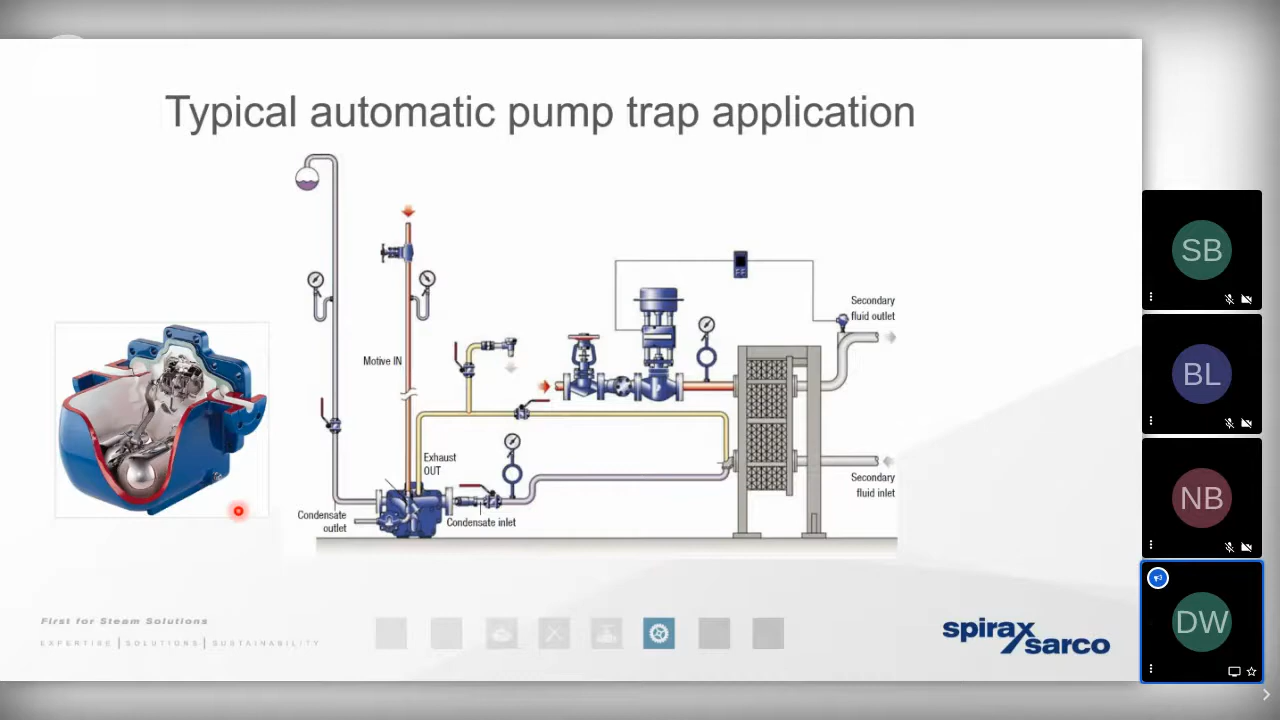 Typical automatic pump trap application
Motive IN
Exhaust
OUT
Condensate
outlet
Condensate inlet
Secondary
fluid outlet
Secondary
fluid inlet
First for Steam Solutions
EXPERTISE | SOLUTIONS | SUSTAINABILITY
spirax
sarco
SB
BL
NB
DW